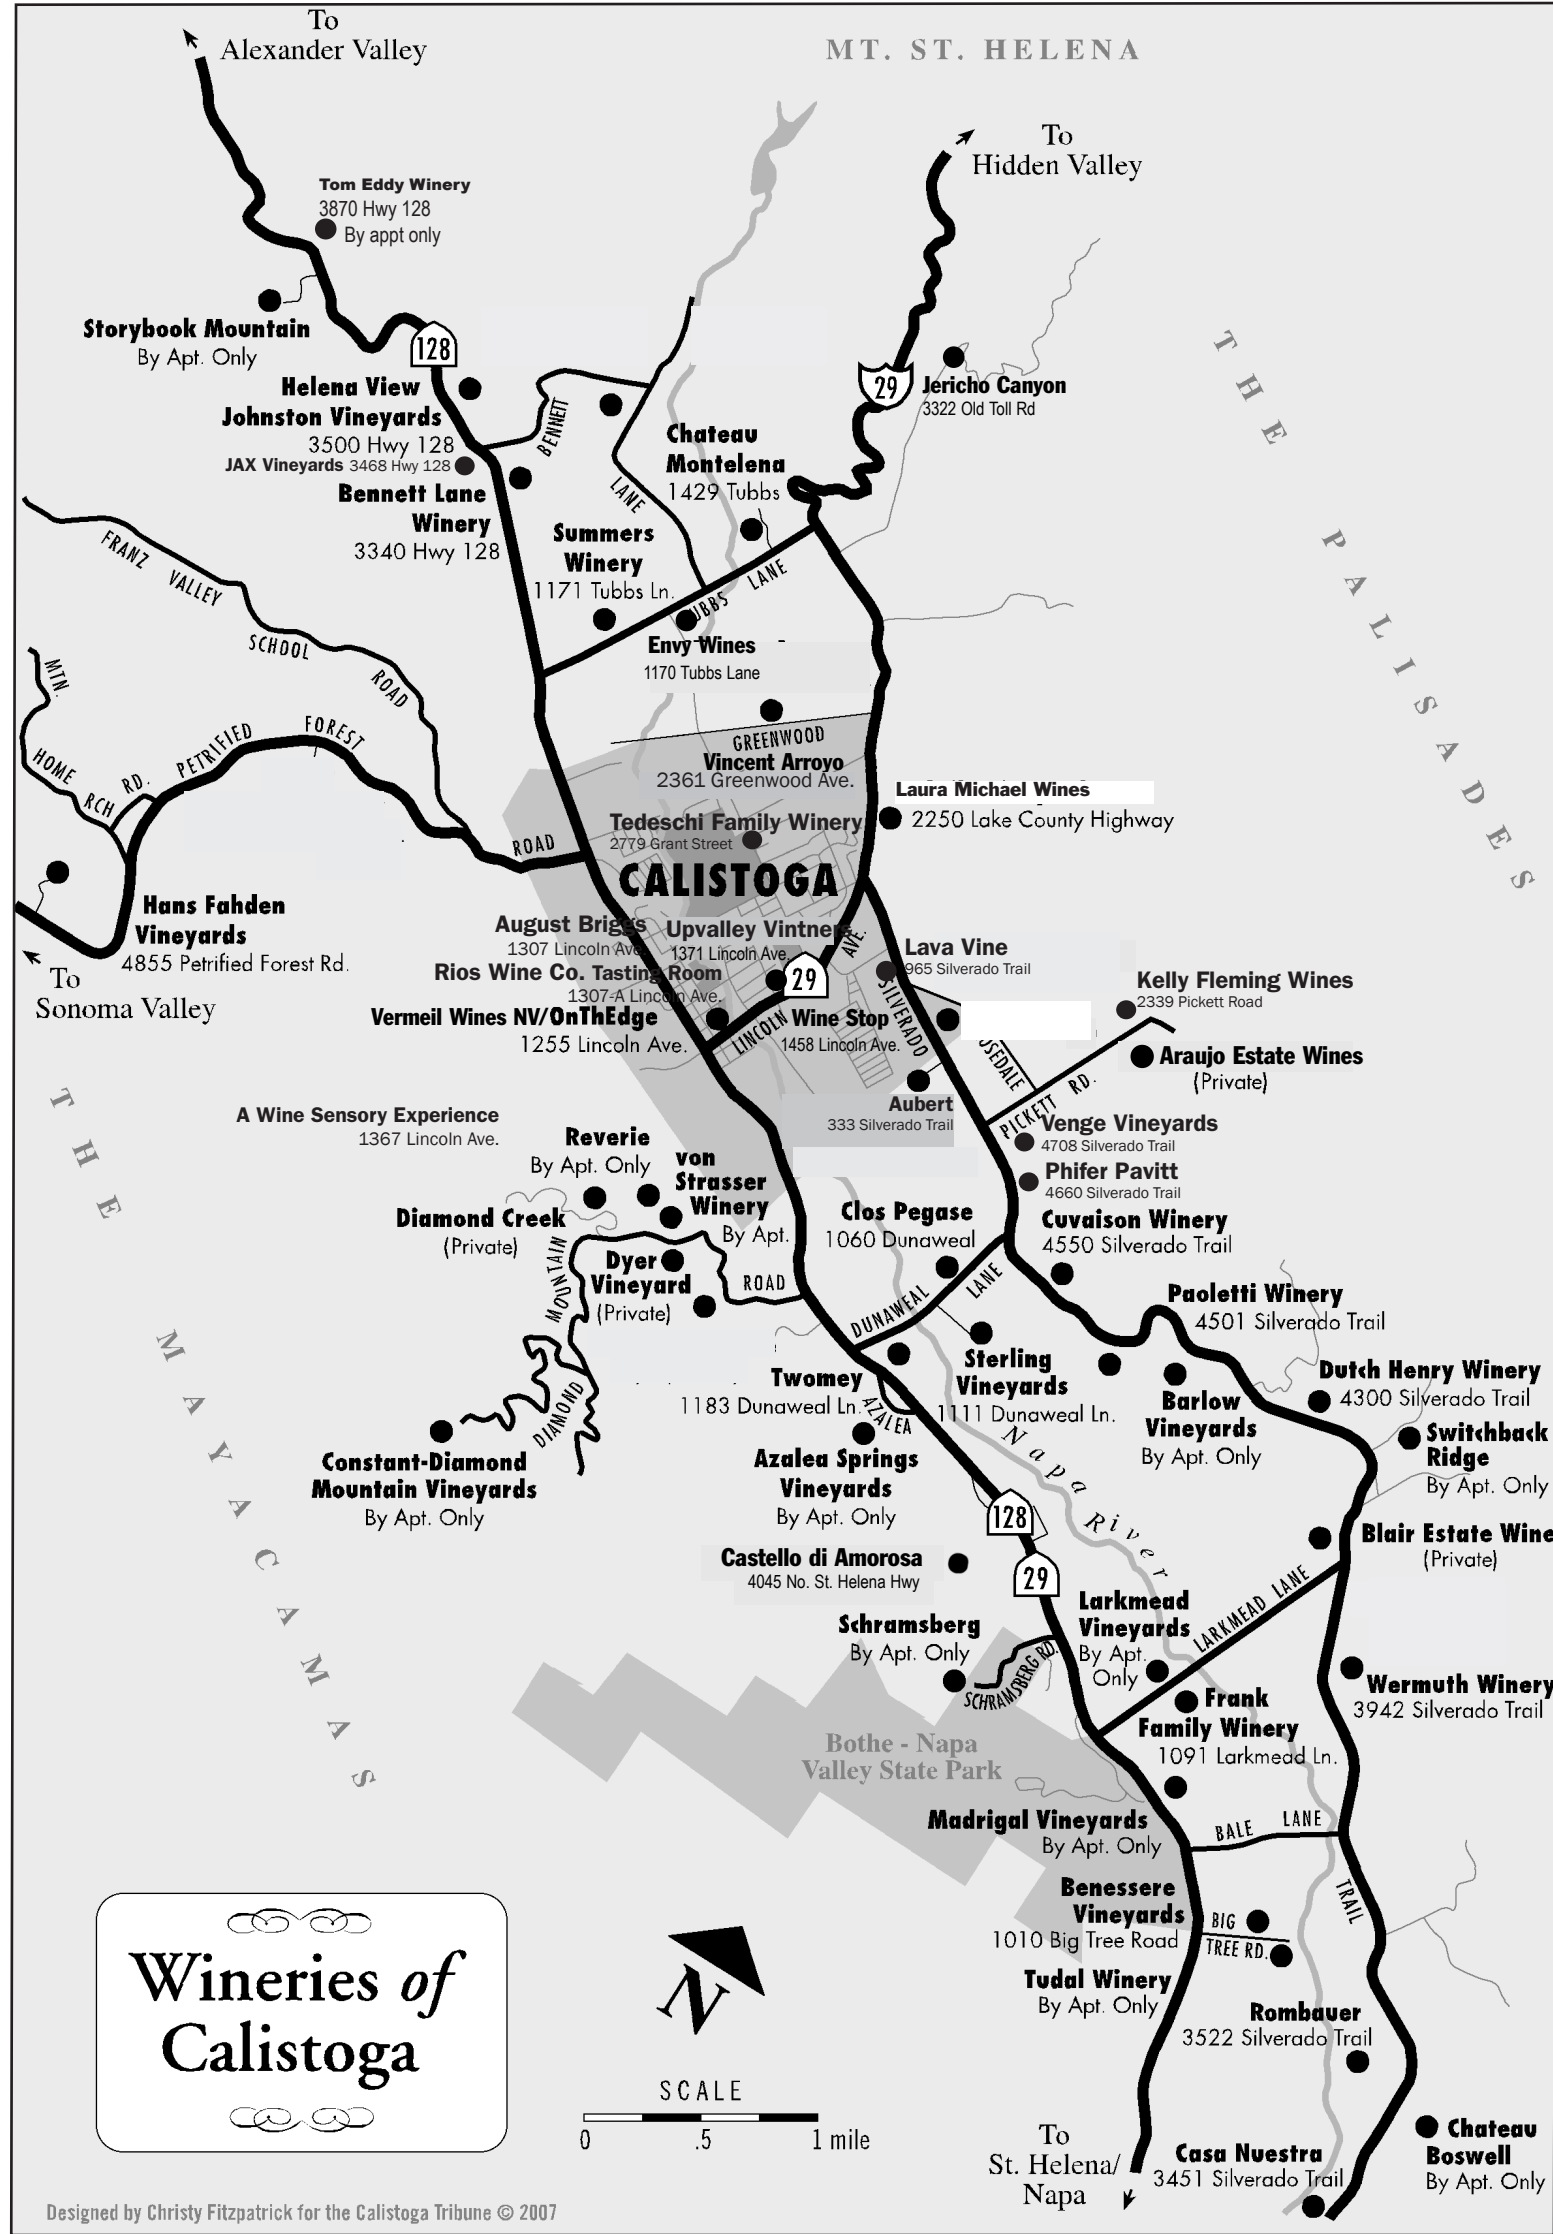 To
Alexander Valley
MT. ST. HELENA
To
Hidden Valley
Tom Eddy Winery
3870 Hwy 128
By appt only
Storybook Mountain
By Apt. Only
128
Helena View
Johnston Vineyards
3500 Hwy 128
JAX Vineyards 3468 Hwy 128
Bennett Lane
Winery
3340 Hwy 128
BENNETT
LANE
29
Jericho Canyon
3322 Old Toll Rd
Chateau
Montelena
1429 Tubbs
Summers
Winery
1171 Tubbs Ln.
TUBBS LANE
Envy Wines
1170 Tubbs Lane
THE PALISADES
FRANZ VALLEY SCHOOL ROAD
MTN.
HOME
RCH
RD.
PETRIFIED FOREST
ROAD
GREENWOOD
Vincent Arroyo
2361 Greenwood Ave.
Laura Michael Wines
2250 Lake County Highway
Tedeschi Family Winery
2779 Grant Street
CALISTOGA
Hans Fahden
Vineyards
4855 Petrified Forest Rd.
To
Sonoma Valley
August Briggs
1307 Lincoln Ave.
Upvalley Vintners
1371 Lincoln Ave.
Rios Wine Co. Tasting Room
1307-A Lincoln Ave.
29
AVE.
Vermeil Wines NV/OnThEdge
1255 Lincoln Ave.
LINCOLN
Wine Stop
1458 Lincoln Ave.
Lava Vine
965 Silverado Trail
SILVERADO
Kelly Fleming Wines
2339 Pickett Road
OSEDALE
Araujo Estate Wines
(Private)
PICKETT RD.
Aubert
333 Silverado Trail
Venge Vineyards
4708 Silverado Trail
Phifer Pavitt
4660 Silverado Trail
A Wine Sensory Experience
1367 Lincoln Ave.
THE MAYACAMAS
Reverie
By Apt. Only
von
Strasser
Winery
By Apt.
Diamond Creek
(Private)
Dyer
Vineyard
(Private)
MOUNTAIN
ROAD
DIAMOND
Clos Pegase
1060 Dunaweal
DUNAWEAL LANE
Cuvaison Winery
4550 Silverado Trail
Paoletti Winery
4501 Silverado Trail
Sterling
Vineyards
1111 Dunaweal Ln.
Twomey
1183 Dunaweal Ln.
AZALEA
Barlow
Vineyards
By Apt. Only
Dutch Henry Winery
4300 Silverado Trail
Switchback
Ridge
By Apt. Only
Constant-Diamond
Mountain Vineyards
By Apt. Only
Azalea Springs
Vineyards
By Apt. Only
Napa River
128
Blair Estate Wine
(Private)
Castello di Amorosa
4045 No. St. Helena Hwy
29
Larkmead
Vineyards
By Apt.
Only
LARKMEAD LANE
Schramsberg
By Apt. Only
SCHRAMSBERG RD.
Wermuth Winery
3942 Silverado Trail
Frank
Family Winery
1091 Larkmead Ln.
Bothe - Napa
Valley State Park
Madrigal Vineyards
By Apt. Only
BALE LANE
Benessere
Vineyards
1010 Big Tree Road
BIG
TREE RD.
TRAIL
Tudal Winery
By Apt. Only
Rombauer
3522 Silverado Trail
Wineries of
Calistoga
N
SCALE
0 .5 1 mile
To
St. Helena/
Napa
Casa Nuestra
3451 Silverado Trail
Chateau
Boswell
By Apt. Only
Designed by Christy Fitzpatrick for the Calistoga Tribune © 2007